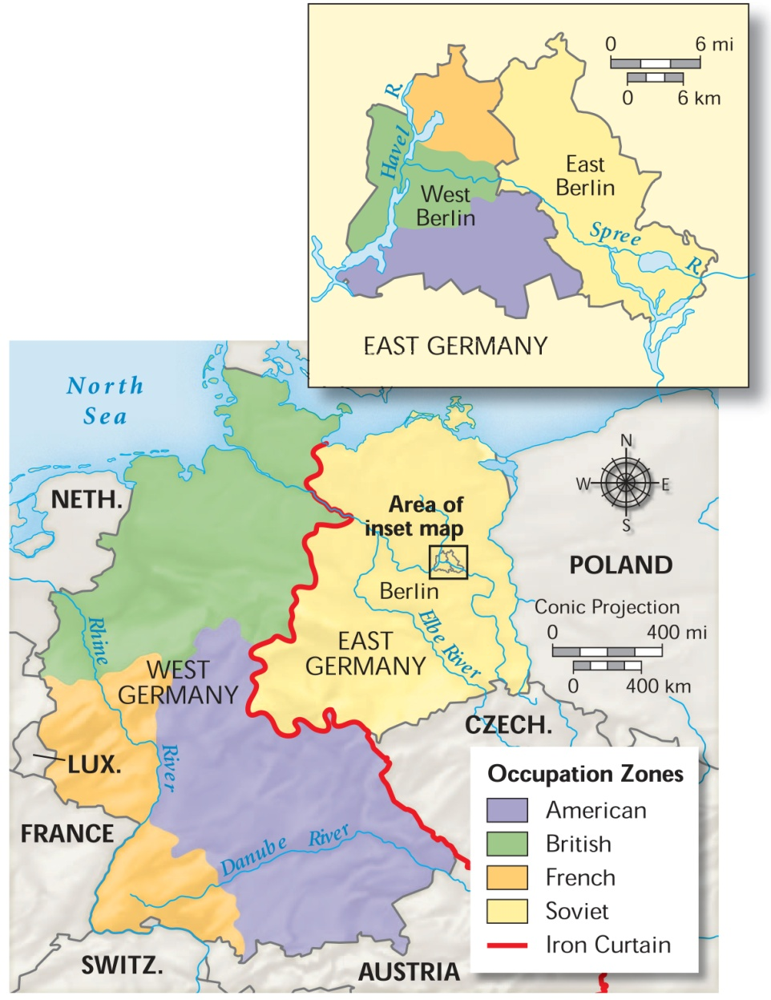 0 6 mi
0 6 km
Havel R.
East
Berlin
West
Berlin
Spree R.
EAST GERMANY
North
Sea
NETH.
Area of
inset map
POLAND
N
W E
S
Berlin
Conic Projection
0 400 mi
0 400 km
Rhine River
Elbe River
EAST
GERMANY
WEST
GERMANY
CZECH.
LUX.
FRANCE
Danube River
SWITZ.
AUSTRIA
Occupation Zones
American
British
French
Soviet
Iron Curtain